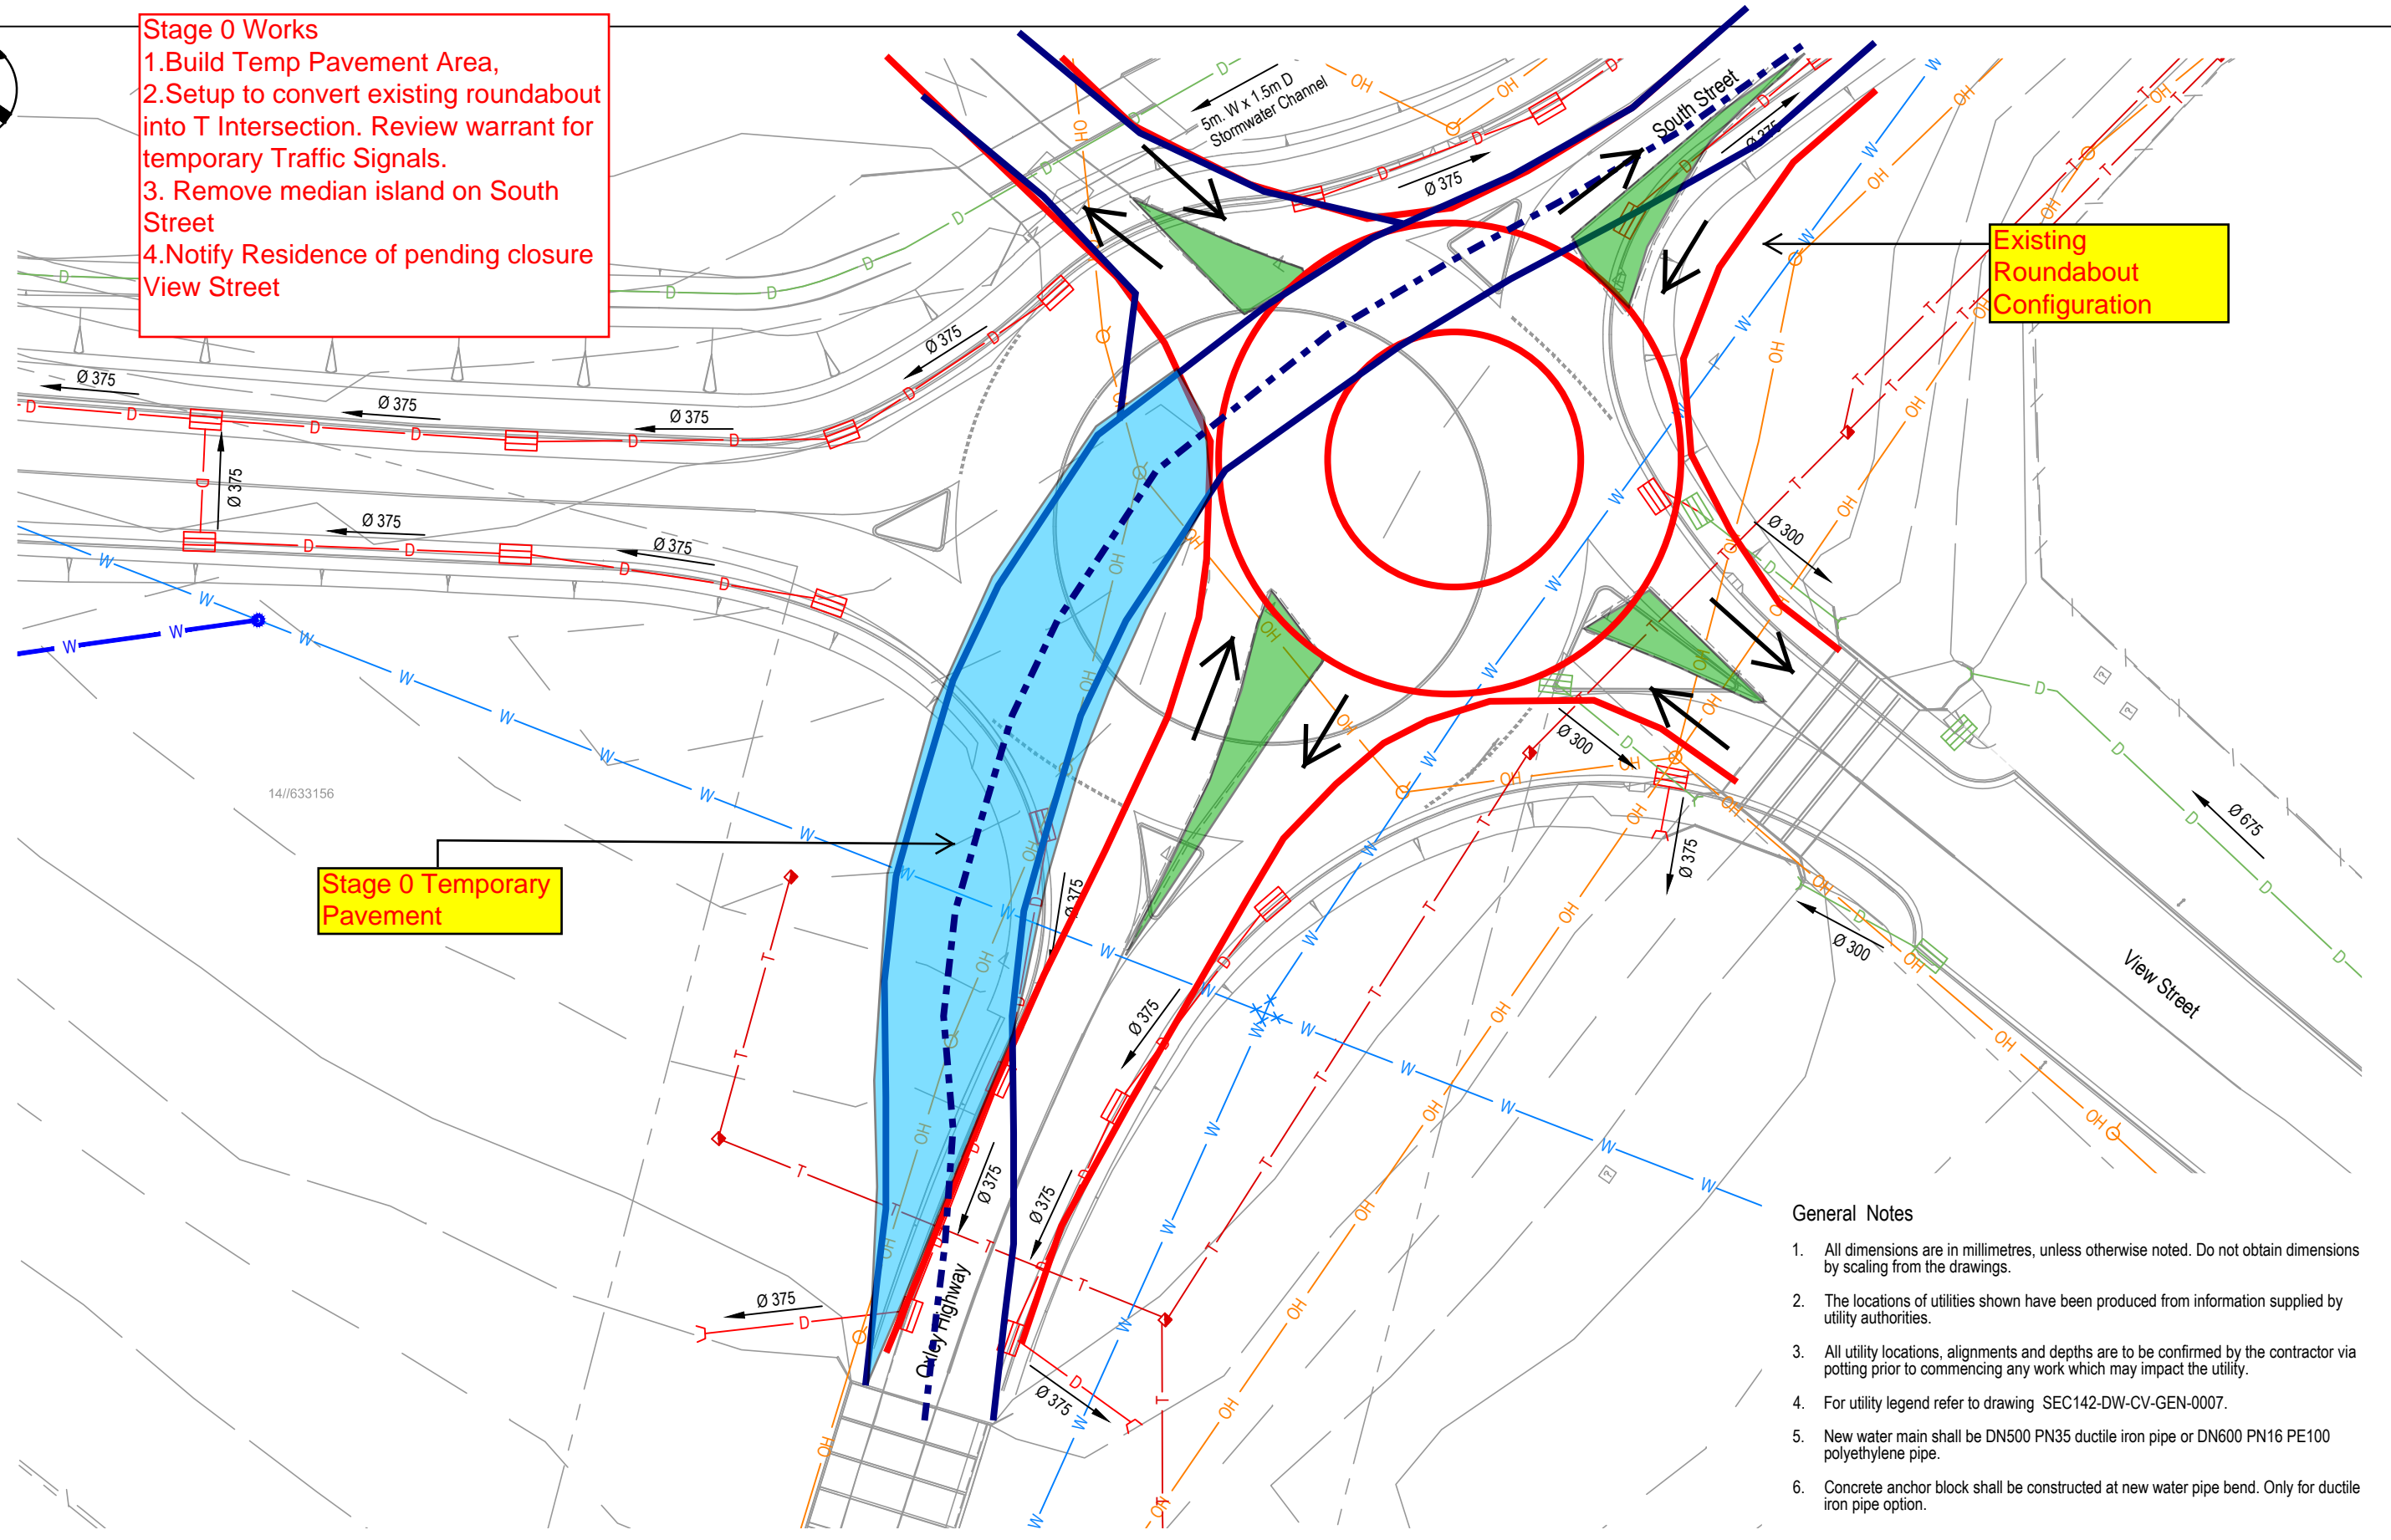 Stage 0 Works
1.Build Temp Pavement Area,
2.Setup to convert existing roundabout
into T Intersection. Review warrant for
temporary Traffic Signals.
3. Remove median island on South
Street
4.Notify Residence of pending closure
View Street
5m. W x 1.5m D
Stormwater Channel
South Street
Existing
Roundabout
Configuration
Ø 375
Ø 375
Ø 375
Ø 375
Ø 375
Ø 375
Ø 375
Ø 375
Ø 375
Ø 300
14//633156
Stage 0 Temporary
Pavement
Ø 300
Ø 375
Ø 675
Ø 375
Ø 300
View Street
Ø 375
Ø 375
Ø 375
Ø 375
Oxley Highway
Ø 375
General Notes
1. All dimensions are in millimetres, unless otherwise noted. Do not obtain dimensions
by scaling from the drawings.
2. The locations of utilities shown have been produced from information supplied by
utility authorities.
3. All utility locations, alignments and depths are to be confirmed by the contractor via
potting prior to commencing any work which may impact the utility.
4. For utility legend refer to drawing SEC142-DW-CV-GEN-0007.
5. New water main shall be DN500 PN35 ductile iron pipe or DN600 PN16 PE100
polyethylene pipe.
6. Concrete anchor block shall be constructed at new water pipe bend. Only for ductile
iron pipe option.